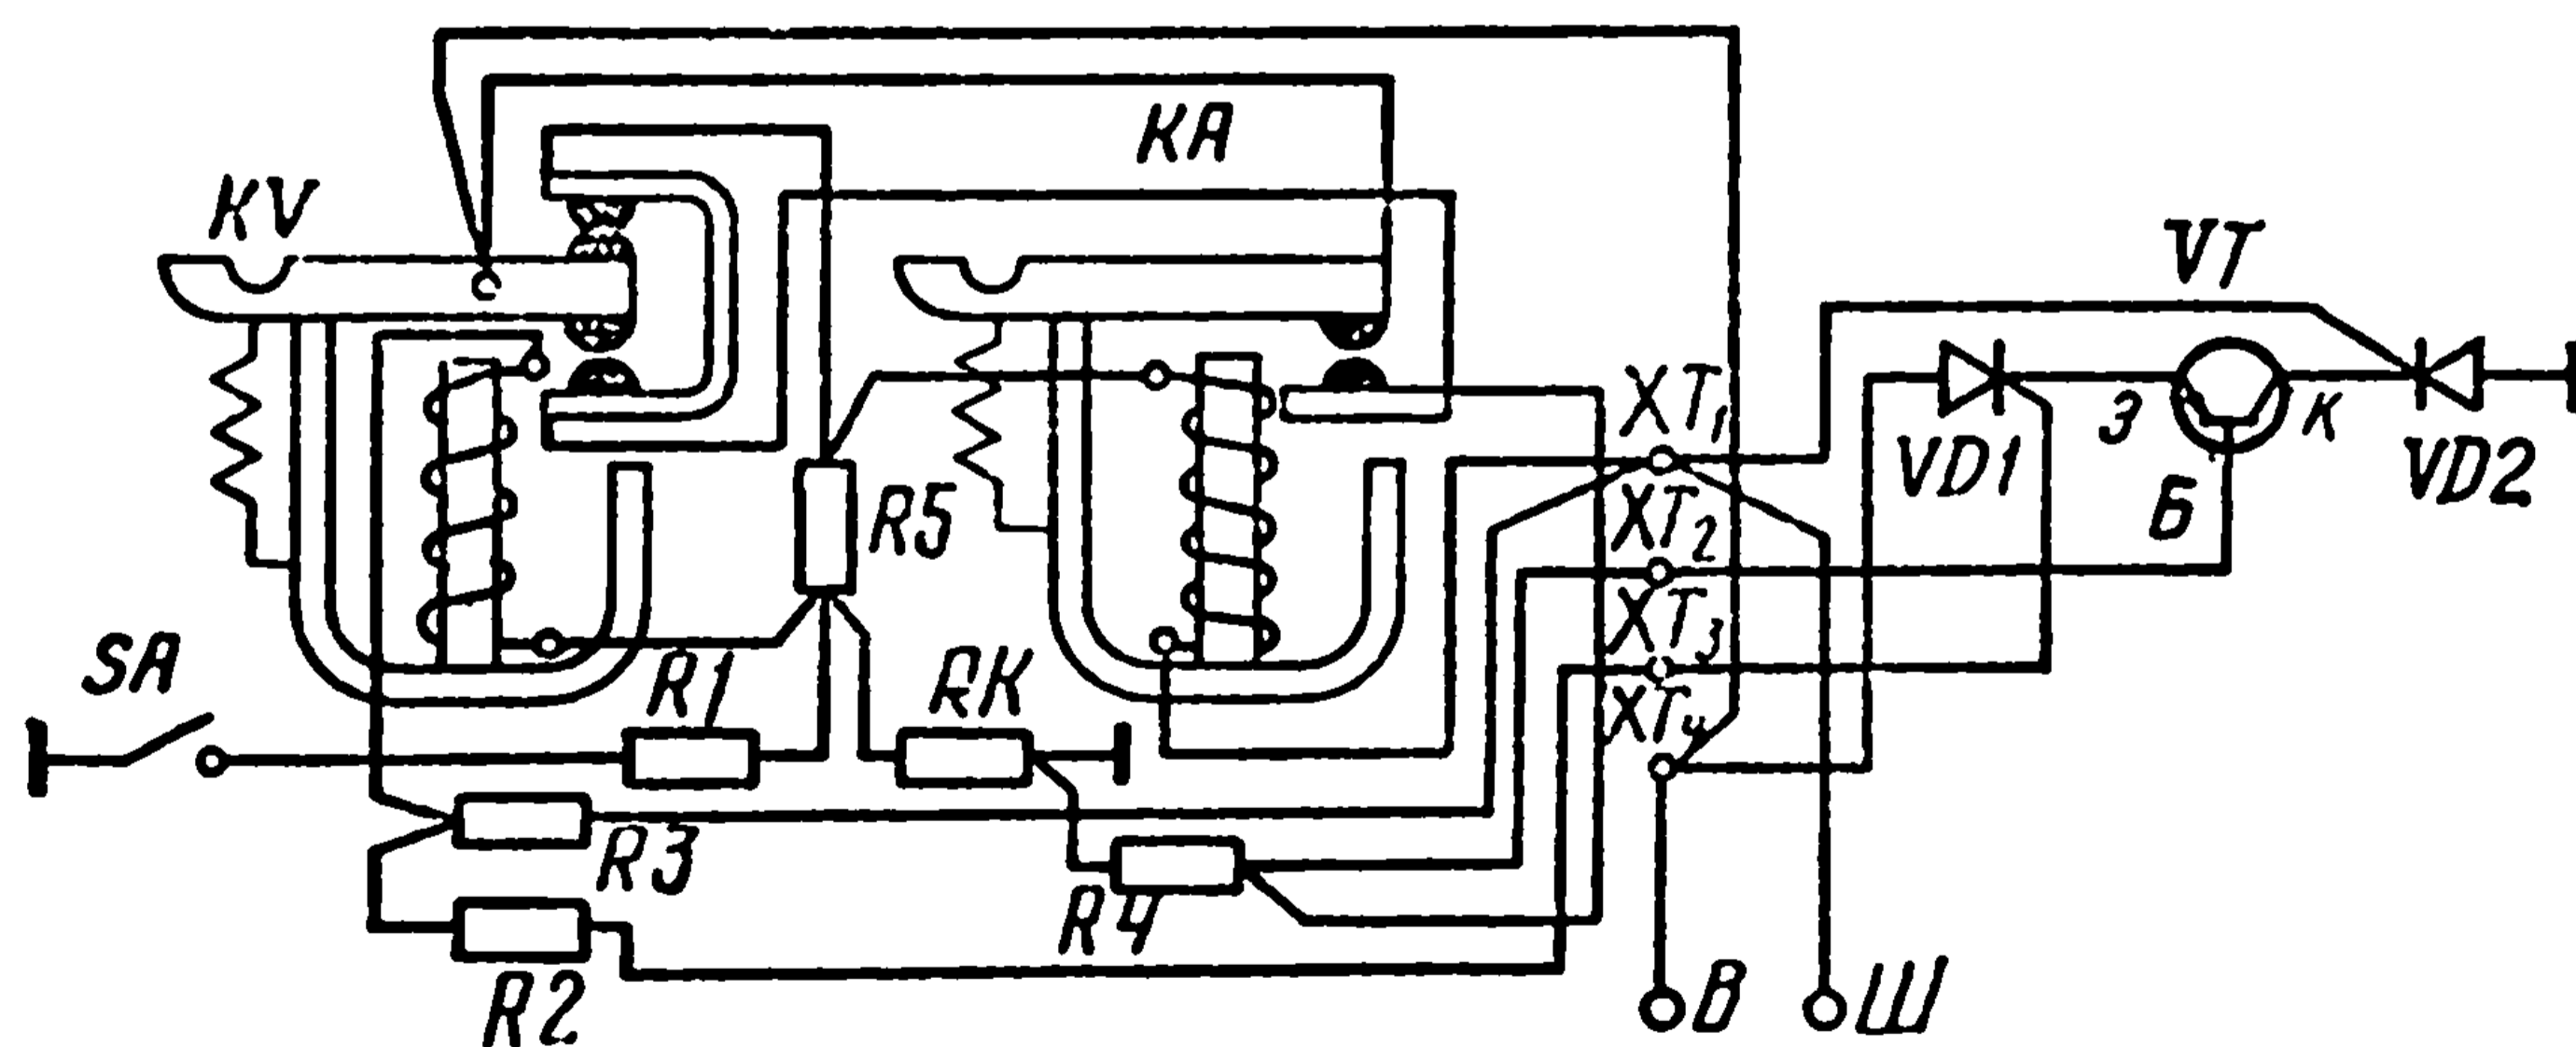 KA
KV
VT
XT1
З
К
VD1
VD2
R5
XT2
Б
XT3
SA
R1
RK
XT4
R3
R4
R2
В
Ш